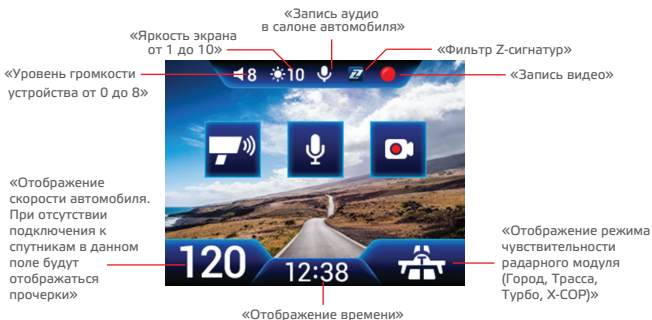 «Запись аудио
в салоне автомобиля»
«Яркость экрана
от 1 до 10»
«Фильтр Z-сигнатур»
«Уровень громкости
устройства от 0 до 8»
8 10 Z
«Запись видео»
«Отображение
скорости автомобиля.
При отсутствии
подключения к
спутникам в данном
поле будут
отображаться
прочерки»
120
12:38
«Отображение режима
чувствительности
радарного модуля
(Город, Трасса,
Турбо, X-COP)»
«Отображение времени»